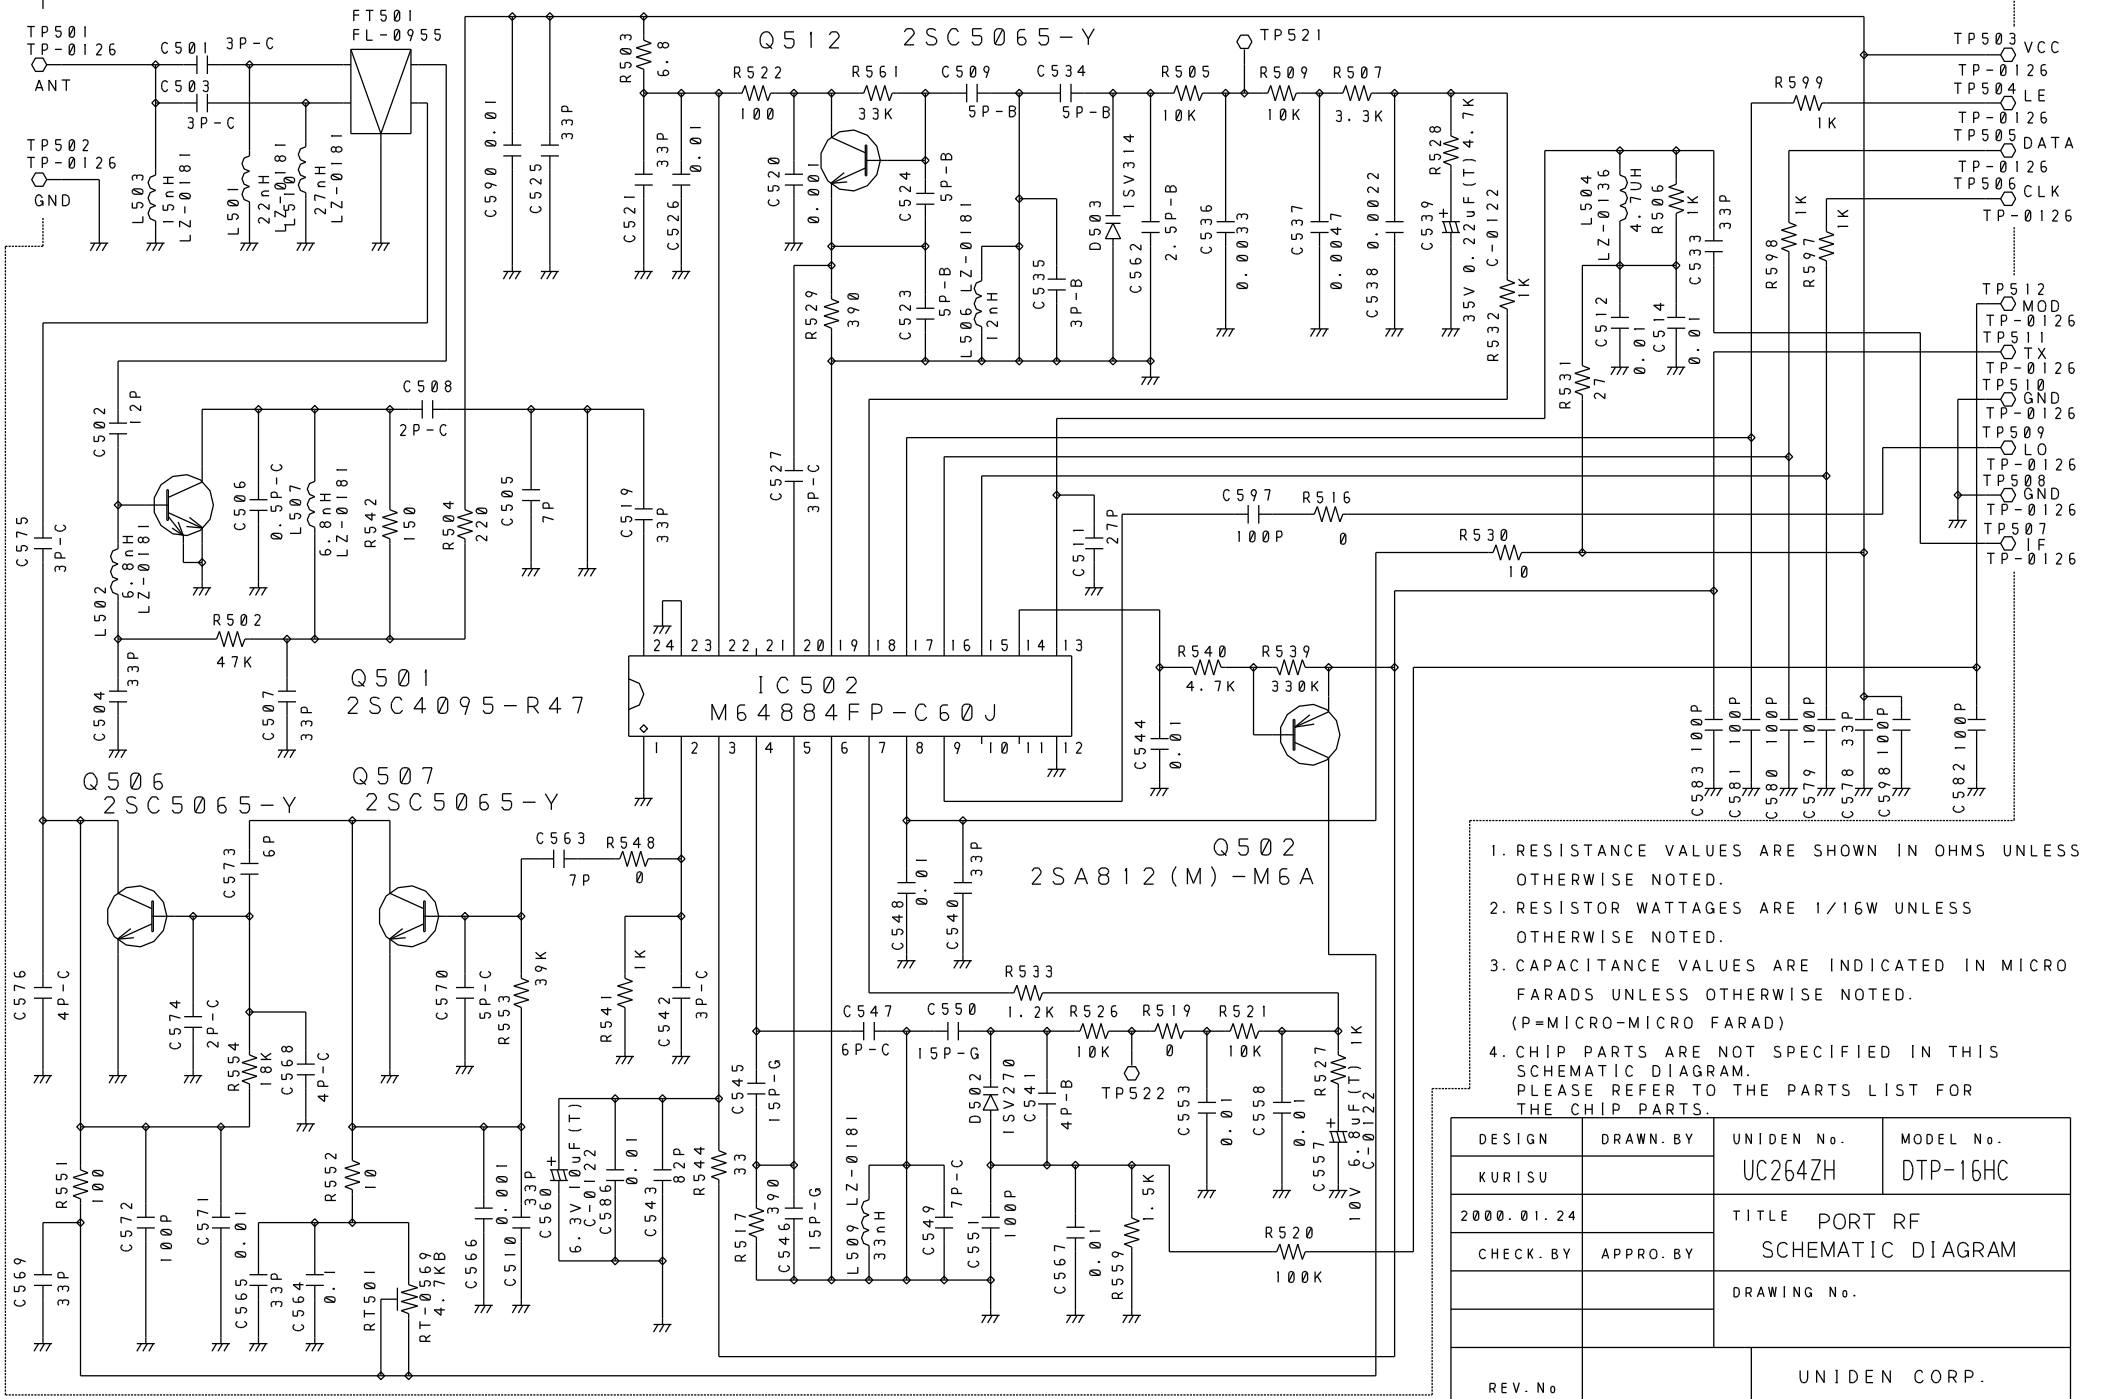 TP501
TP-0126
ANT
TP502
TP-0126
GND
C501
3P-C
C503
3P-C
FT501
FL-0955
L503
15nH
LZ-0181
L501
22nH
LZ-0181
L510
27nH
LZ-0181
C590 0.01
C525
33P
R503
6.8
C521
33P
C526
0.01
Q512
2SC5065-Y
R522
100
R561
33K
C509
5P-B
C534
5P-B
R505
10K
TP521
R509
10K
R507
3.3K
C520
0.001
C524
5P-B
C523
5P-B
R529
390
L506 LZ-0181
12nH
C535
3P-B
D503
1SV314
C562
2.5P-B
C536
0.0033
C537
0.0047
C538 0.0022
R528
4.7K
C539
35V 0.22uF(T)
C-0122
R532
1K
L504
LZ-0136
4.7UH
R506
1K
C533
33P
C512
0.01
C514
0.01
R531
27
R599
1K
R598
1K
R597
1K
TP503
VCC
TP-0126
TP504
LE
TP-0126
TP505
DATA
TP-0126
TP506
CLK
TP-0126
TP512
MOD
TP-0126
TP511
TX
TP-0126
TP510
GND
TP-0126
TP509
LO
TP-0126
TP508
GND
TP-0126
TP507
IF
TP-0126
C575
3P-C
C502
12P
L502
6.8nH
LZ-0181
C508
2P-C
C506
0.5P-C
L507
6.8nH
LZ-0181
R542
150
R504
220
C505
7P
C519
33P
C527
3P-C
R502
47K
C504
33P
C507
33P
Q501
2SC4095-R47
C597
100P
R516
0
C511
27P
R530
10
24 23 22 21 20 19 18 17 16 15 14 13
IC502
M64884FP-C60J
1 2 3 4 5 6 7 8 9 10 11 12
R540
4.7K
R539
330K
C544
0.01
Q502
2SA812(M)-M6A
C583 100P
C581 100P
C580 100P
C579 100P
C578 33P
C598 100P
C582 100P
Q506
2SC5065-Y
Q507
2SC5065-Y
C573
6P
C563
7P
R548
0
C576
4P-C
C574
2P-C
R554
18K
C568
4P-C
C570
5P-C
R553
39K
R541
1K
C542
3P-C
C548
0.01
C540
33P
R551
100
C569
33P
C572
100P
C571
0.01
R552
10
C565
33P
C564
0.1
RT501
RT-0569
4.7KB
C566
0.001
C510
33P
C560
6.3V 10uF(T)
C-0122
C586
0.01
C543
82P
R544
33
C545
15P-G
R517
390
C546
15P-G
C547
6P-C
C550
15P-G
L509 LZ-0181
33nH
C549
7P-C
C551
100P
D502
1SV270
C541
4P-B
R533
1.2K
R526
10K
TP522
R519
0
R521
10K
C553
0.01
C558
0.01
R527
1K
C557
10V 6.8uF(T)
C-0122
C567
0.01
R559
1.5K
R520
100K
1. RESISTANCE VALUES ARE SHOWN IN OHMS UNLESS
OTHERWISE NOTED.
2. RESISTOR WATTAGES ARE 1/16W UNLESS
OTHERWISE NOTED.
3. CAPACITANCE VALUES ARE INDICATED IN MICRO
FARADS UNLESS OTHERWISE NOTED.
(P=MICRO-MICRO FARAD)
4. CHIP PARTS ARE NOT SPECIFIED IN THIS
SCHEMATIC DIAGRAM.
PLEASE REFER TO THE PARTS LIST FOR
THE CHIP PARTS.
DESIGN
DRAWN.BY
UNIDEN No.
MODEL No.
KURISU
UC264ZH
DTP-16HC
2000.01.24
TITLE PORT RF
SCHEMATIC DIAGRAM
CHECK.BY
APPRO.BY
DRAWING No.
REV.No
UNIDEN CORP.